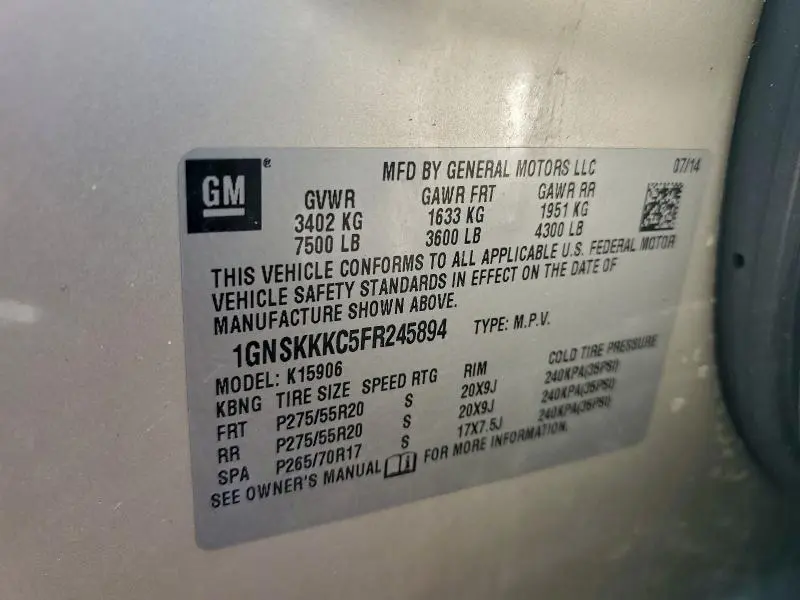 GM ®
MFD BY GENERAL MOTORS LLC 07/14
GVWR GAWR FRT GAWR RR
3402 KG 1633 KG 1951 KG
7500 LB 3600 LB 4300 LB
THIS VEHICLE CONFORMS TO ALL APPLICABLE U.S. FEDERAL MOTOR
VEHICLE SAFETY STANDARDS IN EFFECT ON THE DATE OF
MANUFACTURE SHOWN ABOVE.
1GNSKKKC5FR245894 TYPE: M.P.V.
MODEL: K15906
KBNG TIRE SIZE SPEED RTG RIM COLD TIRE PRESSURE
FRT P275/55R20 S 20X9J 240KPA(35PSI)
RR P275/55R20 S 20X9J 240KPA(35PSI)
SPA P265/70R17 S 17X7.5J 240KPA(35PSI)
SEE OWNER'S MANUAL FOR MORE INFORMATION.